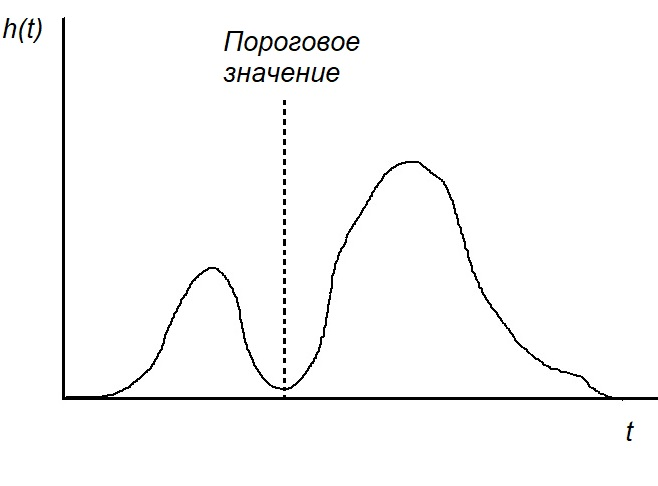 h(t)
Пороговое
значение
t